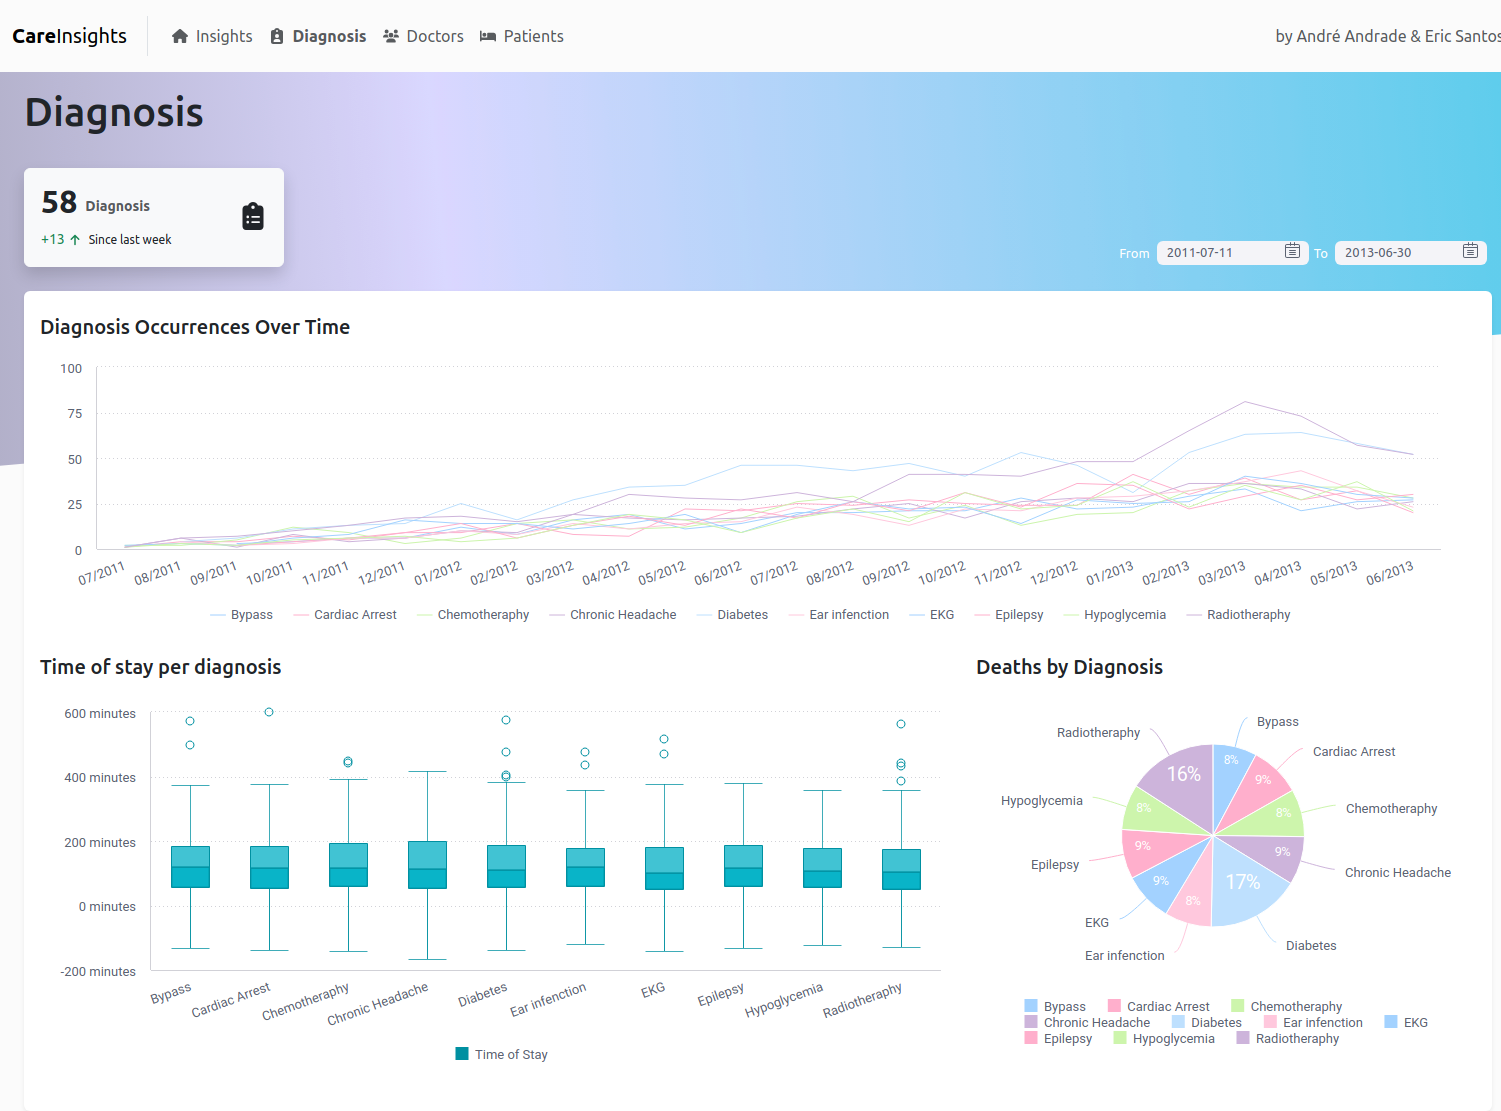 CareInsights Insights Diagnosis Doctors Patients by André Andrade & Eric Santos
Diagnosis
58 Diagnosis
+13 Since last week
From 2011-07-11 To 2013-06-30
Diagnosis Occurrences Over Time
100
75
50
25
0
07/2011 08/2011 09/2011 10/2011 11/2011 12/2011 01/2012 02/2012 03/2012 04/2012 05/2012 06/2012 07/2012 08/2012 09/2012 10/2012 11/2012 12/2012 01/2013 02/2013 03/2013 04/2013 05/2013 06/2013
Bypass Cardiac Arrest Chemotheraphy Chronic Headache Diabetes Ear infenction EKG Epilepsy Hypoglycemia Radiotheraphy
Time of stay per diagnosis
600 minutes
400 minutes
200 minutes
0 minutes
-200 minutes
Bypass Cardiac Arrest Chemotheraphy Chronic Headache Diabetes Ear infenction EKG Epilepsy Hypoglycemia Radiotheraphy
Time of Stay
Deaths by Diagnosis
Bypass
8%
Cardiac Arrest
9%
Chemotheraphy
8%
Chronic Headache
9%
Diabetes
17%
Ear infenction
8%
EKG
9%
Epilepsy
9%
Hypoglycemia
8%
Radiotheraphy
16%
Bypass Cardiac Arrest Chemotheraphy
Chronic Headache Diabetes Ear infenction EKG
Epilepsy Hypoglycemia Radiotheraphy